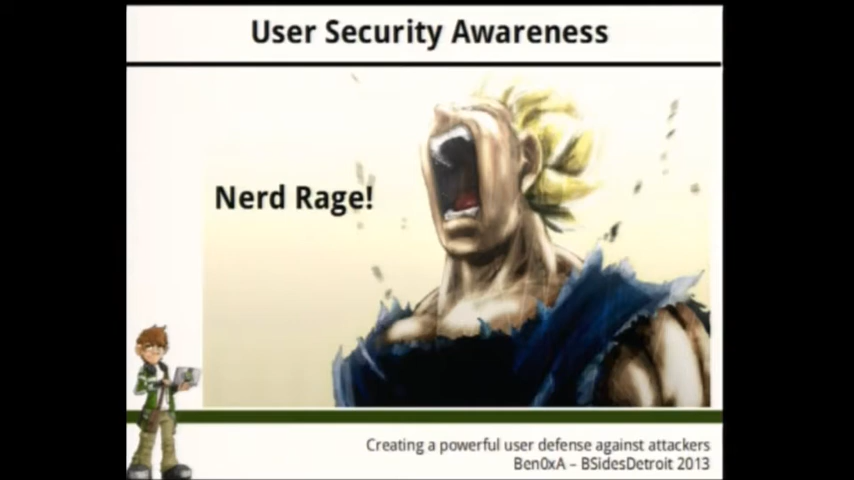 User Security Awareness
Nerd Rage!
Creating a powerful user defense against attackers
Ben0xA – BSidesDetroit 2013